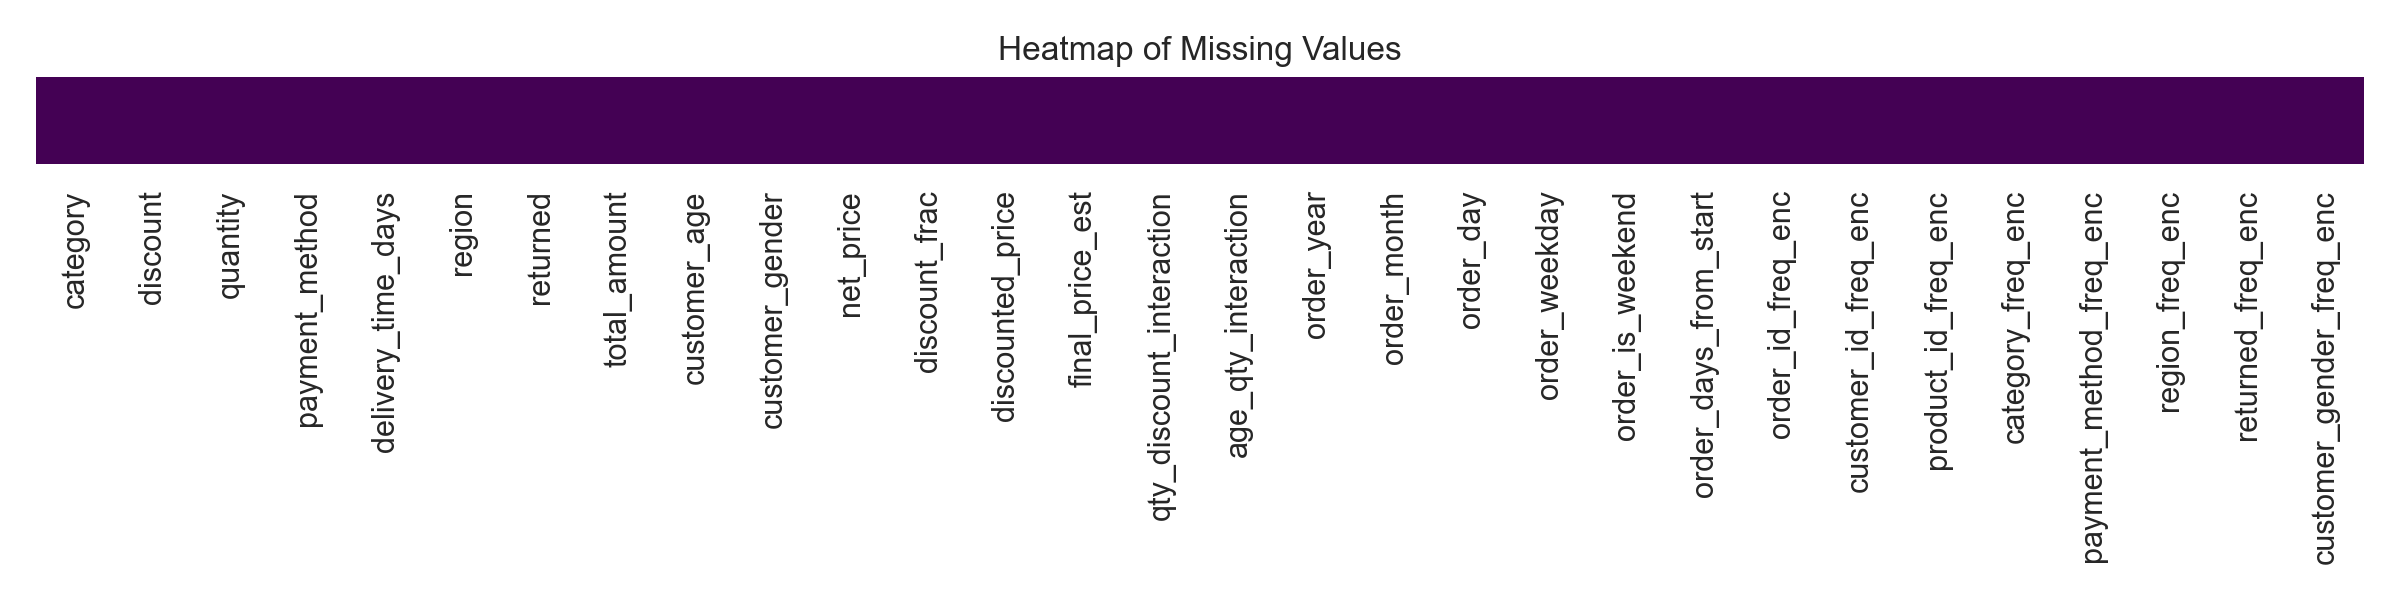 Heatmap of Missing Values
category
discount
quantity
payment_method
delivery_time_days
region
returned
total_amount
customer_age
customer_gender
net_price
discount_frac
discounted_price
final_price_est
qty_discount_interaction
age_qty_interaction
order_year
order_month
order_day
order_weekday
order_is_weekend
order_days_from_start
order_id_freq_enc
customer_id_freq_enc
product_id_freq_enc
category_freq_enc
payment_method_freq_enc
region_freq_enc
returned_freq_enc
customer_gender_freq_enc